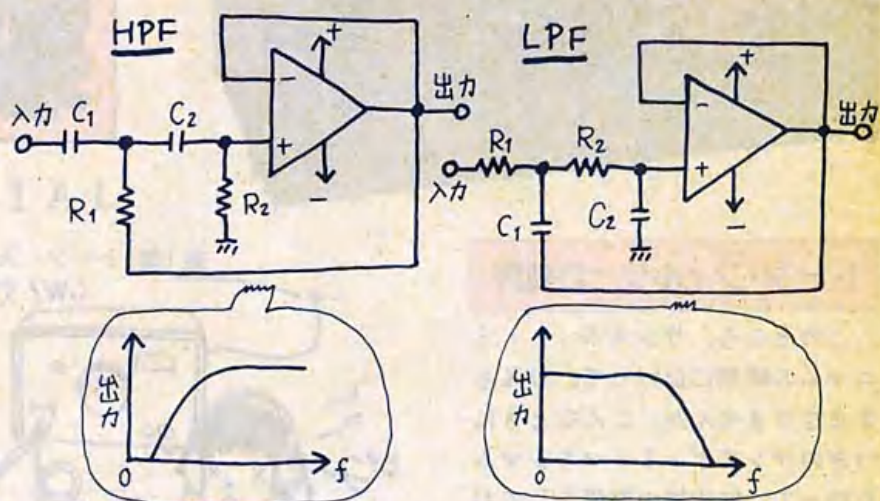 HPF
入力
C₁
C₂
R₁
R₂
−
+
+
−
出力
出力
0
f
LPF
入力
R₁
R₂
C₁
C₂
−
+
+
−
出力
出力
0
f